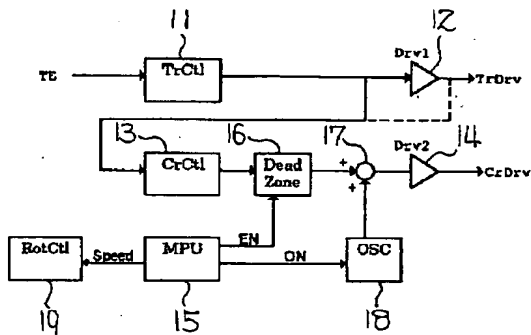 11
12
Drv1
TE
TrCtl
TrDrv
13
16
17
14
Drv2
CrCtl
Dead
Zone
+
+
CrDrv
EN
RotCtl
Speed
MPU
ON
OSC
19
15
18